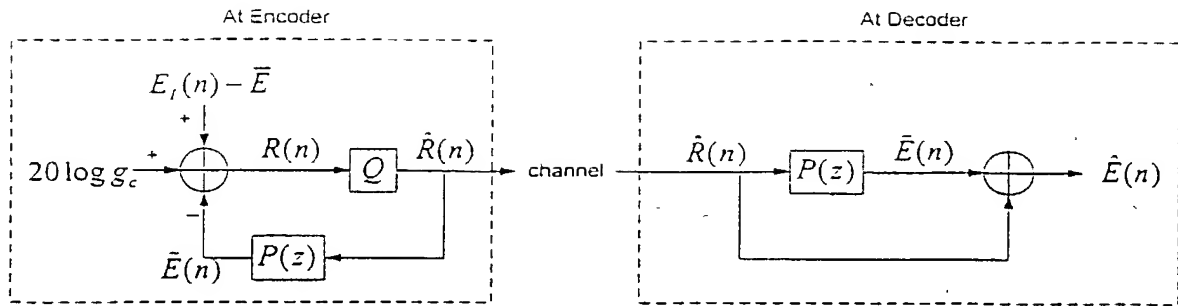 At Encoder
At Decoder
E_I(n) − E̅
+
20 log g_c
+
R(n)
Q
R̂(n)
−
Ẽ(n)
P(z)
channel
R̂(n)
P(z)
Ẽ(n)
Ê(n)